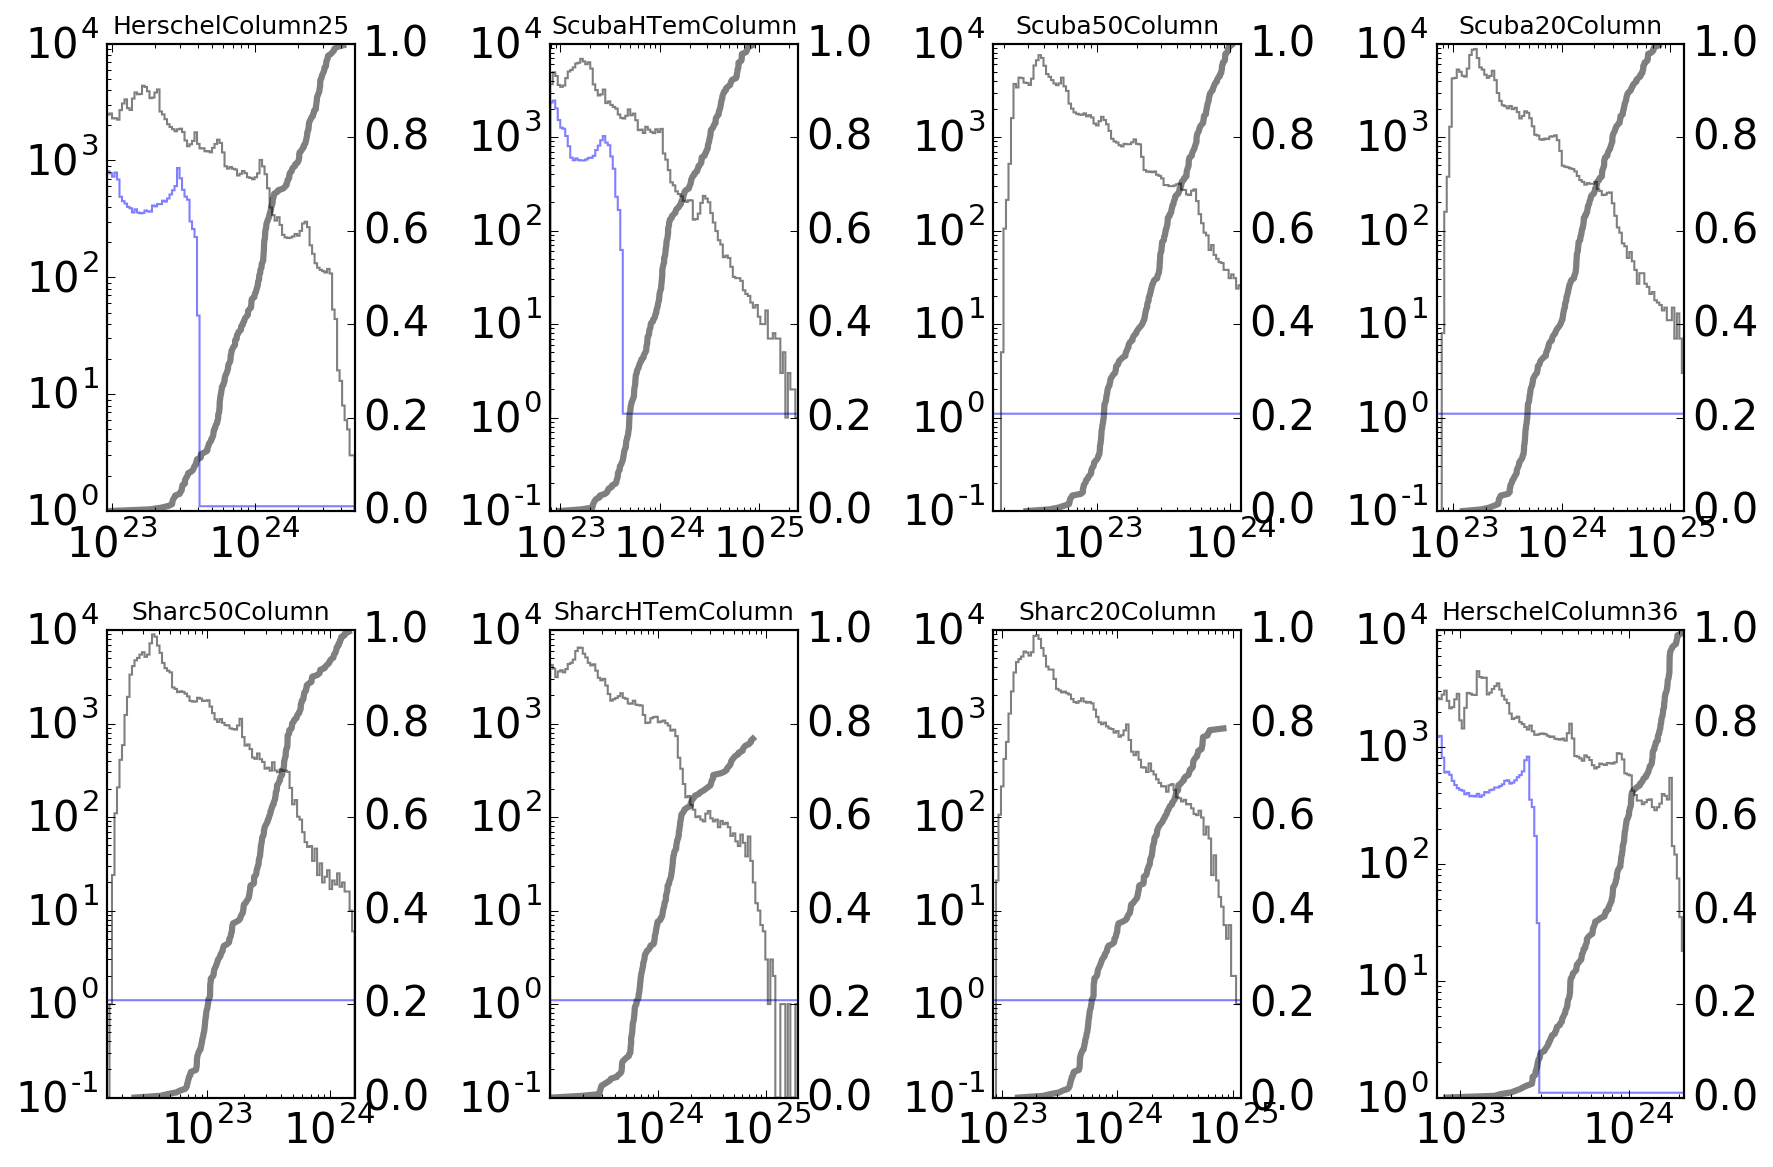 HerschelColumn25
10^4 10^3 10^2 10^1 10^0
1.0 0.8 0.6 0.4 0.2 0.0
10^23 10^24
ScubaHTemColumn
10^4 10^3 10^2 10^1 10^0 10^-1
1.0 0.8 0.6 0.4 0.2 0.0
10^23 10^24 10^25
Scuba50Column
10^4 10^3 10^2 10^1 10^0 10^-1
1.0 0.8 0.6 0.4 0.2 0.0
10^23 10^24
Scuba20Column
10^4 10^3 10^2 10^1 10^0 10^-1
1.0 0.8 0.6 0.4 0.2 0.0
10^23 10^24 10^25
Sharc50Column
10^4 10^3 10^2 10^1 10^0 10^-1
1.0 0.8 0.6 0.4 0.2 0.0
10^23 10^24
SharcHTemColumn
10^4 10^3 10^2 10^1 10^0 10^-1
1.0 0.8 0.6 0.4 0.2 0.0
10^24 10^25
Sharc20Column
10^4 10^3 10^2 10^1 10^0 10^-1
1.0 0.8 0.6 0.4 0.2 0.0
10^23 10^24 10^25
HerschelColumn36
10^4 10^3 10^2 10^1 10^0
1.0 0.8 0.6 0.4 0.2 0.0
10^23 10^24